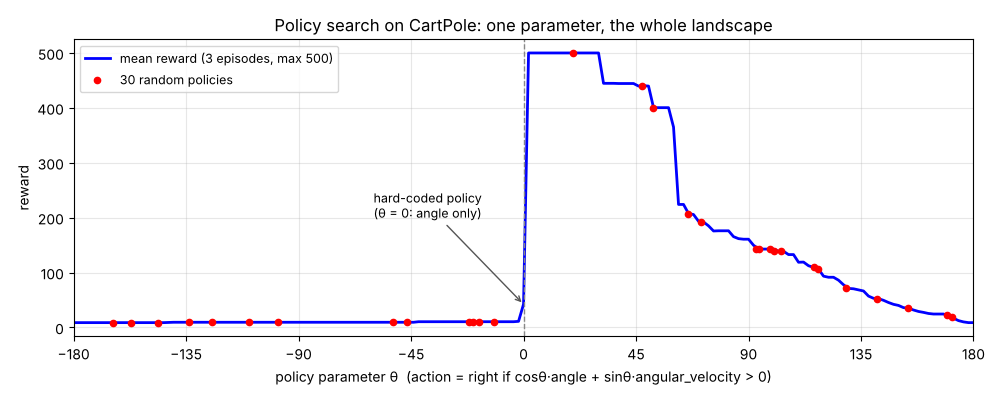 Policy search on CartPole: one parameter, the whole landscape
mean reward (3 episodes, max 500)
30 random policies
hard-coded policy
(θ = 0: angle only)
reward
500
400
300
200
100
0
−180
−135
−90
−45
0
45
90
135
180
policy parameter θ  (action = right if cosθ·angle + sinθ·angular_velocity > 0)